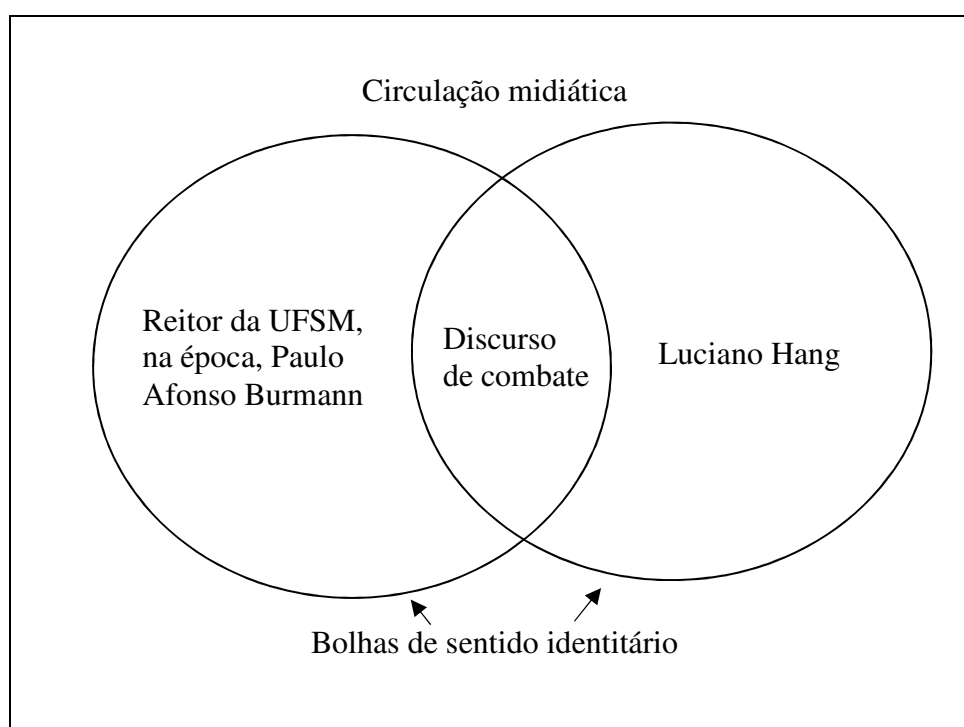 Circulação midiática
Reitor da UFSM,
na época, Paulo
Afonso Burmann
Discurso
de combate
Luciano Hang
Bolhas de sentido identitário